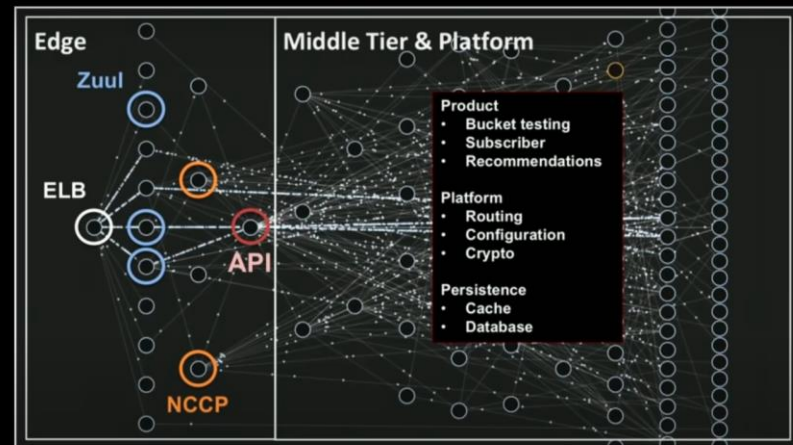 Edge
Middle Tier & Platform
Zuul
ELB
API
NCCP
Product
• Bucket testing
• Subscriber
• Recommendations
Platform
• Routing
• Configuration
• Crypto
Persistence
• Cache
• Database